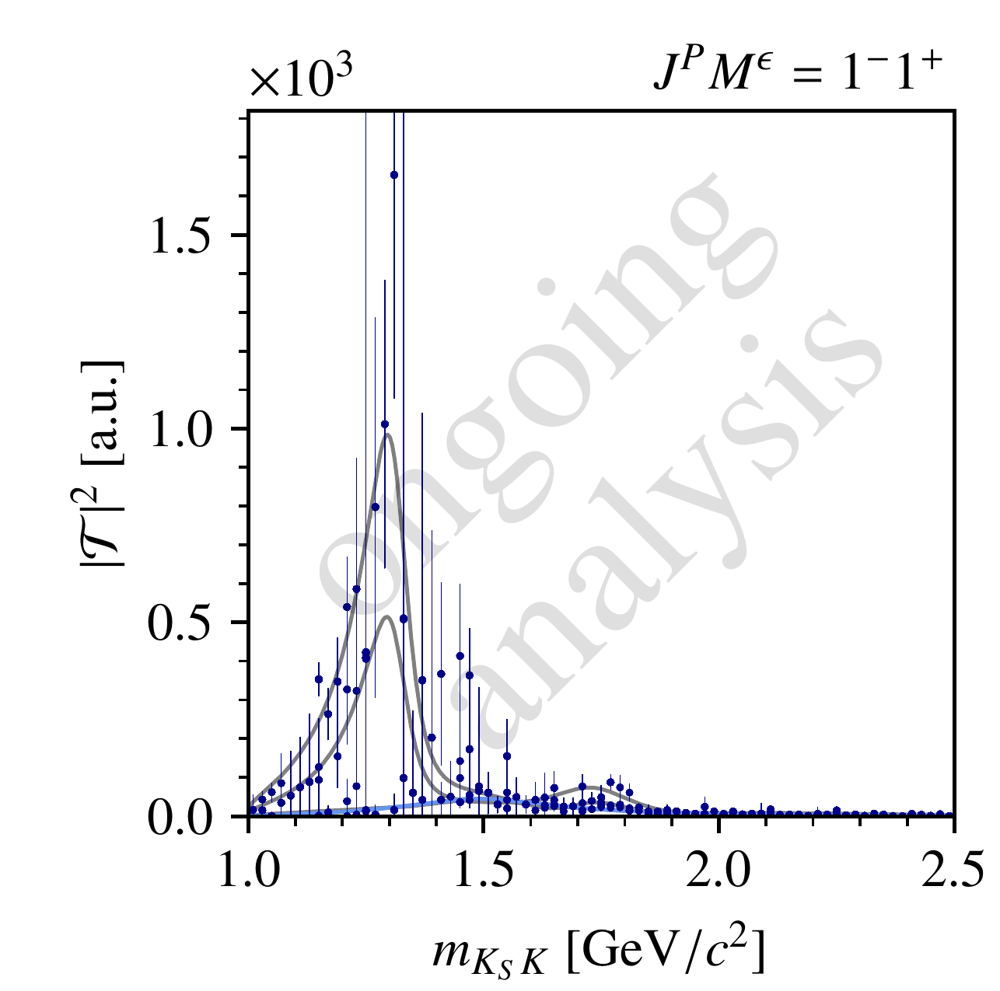 ×10³
J^P M^ϵ = 1⁻1⁺
1.5
1.0
0.5
0.0
|𝒯|² [a.u.]
ongoing
analysis
1.0 1.5 2.0 2.5
m_{K_S K} [GeV/c²]